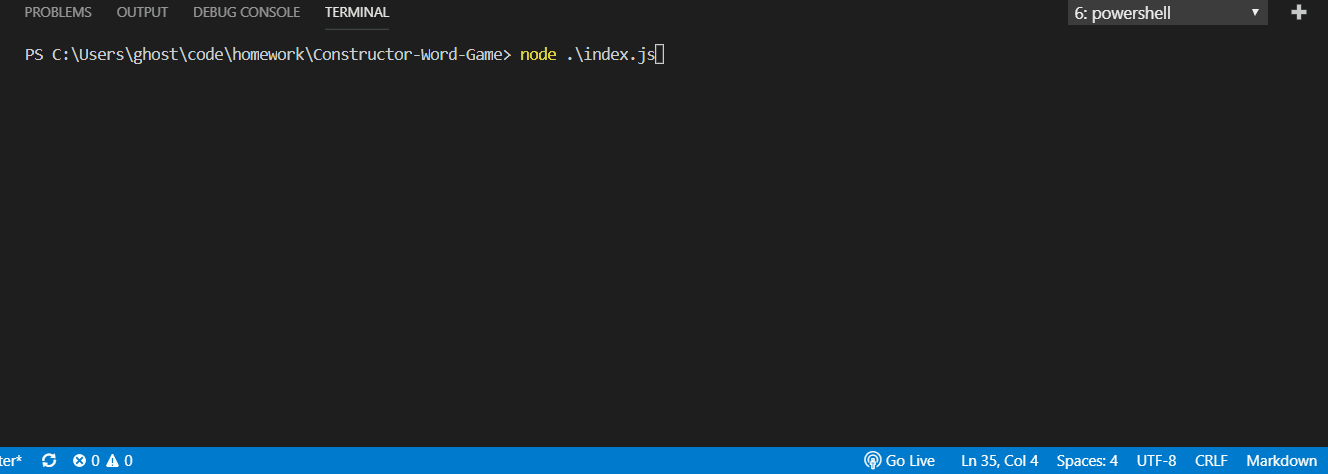 PROBLEMS OUTPUT DEBUG CONSOLE TERMINAL 6: powershell
PS C:\Users\ghost\code\homework\Constructor-Word-Game> node .\index.js
ter* 0 0 Go Live Ln 35, Col 4 Spaces: 4 UTF-8 CRLF Markdown